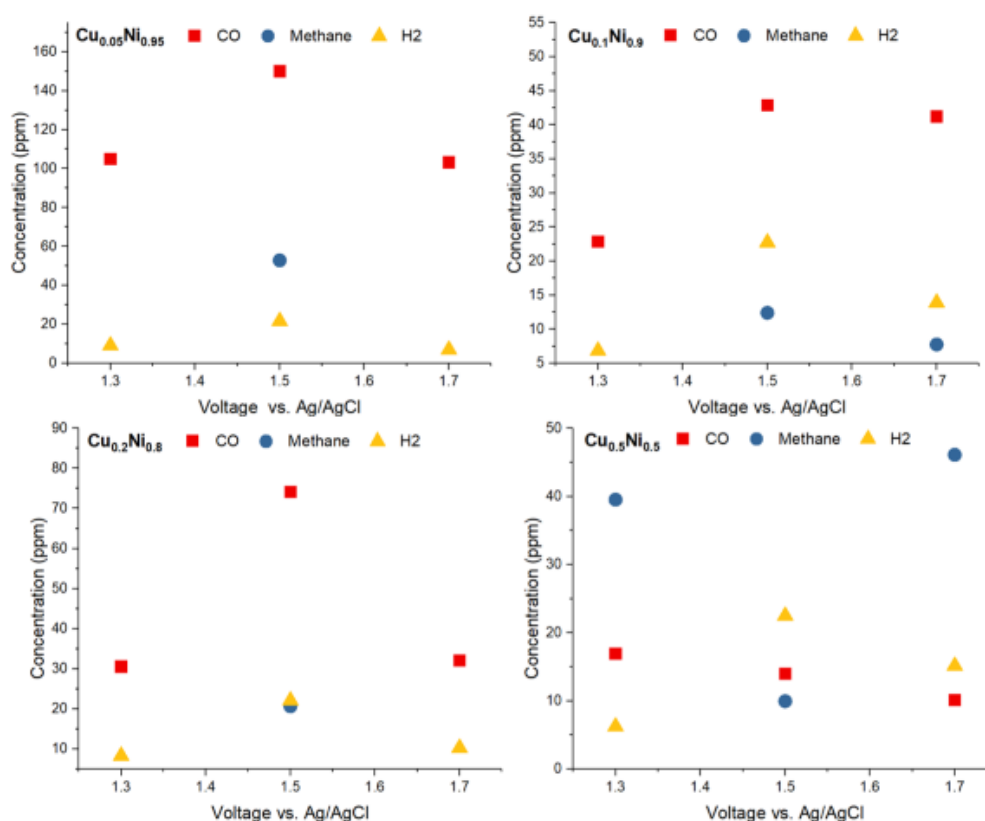 Cu0.05Ni0.95 CO Methane H2
160
140
120
100
80
60
40
20
0
Concentration (ppm)
1.3 1.4 1.5 1.6 1.7
Voltage vs. Ag/AgCl
Cu0.1Ni0.9 CO Methane H2
55
50
45
40
35
30
25
20
15
10
5
Concentration (ppm)
1.3 1.4 1.5 1.6 1.7
Voltage vs. Ag/AgCl
Cu0.2Ni0.8 CO Methane H2
90
80
70
60
50
40
30
20
10
Concentration (ppm)
1.3 1.4 1.5 1.6 1.7
Voltage vs. Ag/AgCl
Cu0.5Ni0.5 CO Methane H2
50
40
30
20
10
0
Concentration (ppm)
1.3 1.4 1.5 1.6 1.7
Voltage vs. Ag/AgCl